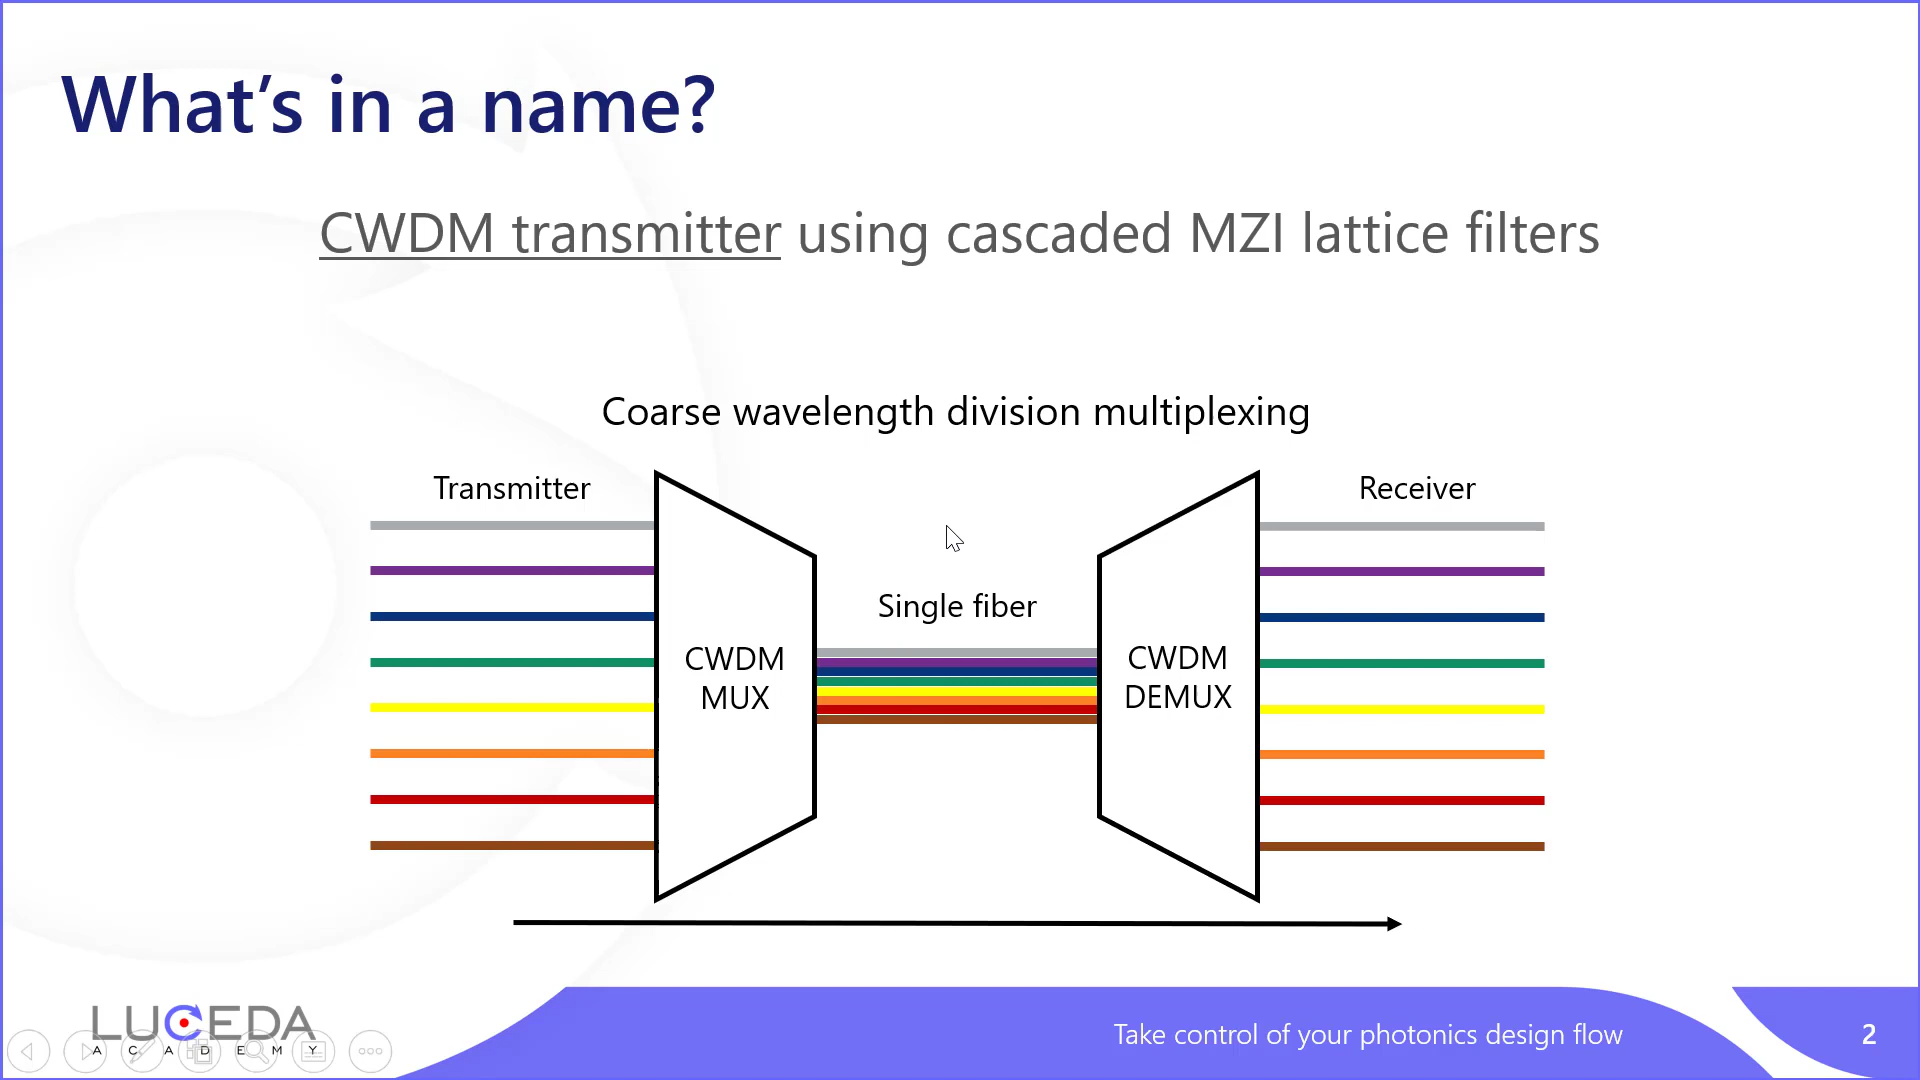 What's in a name?
CWDM transmitter using cascaded MZI lattice filters
Coarse wavelength division multiplexing
Transmitter
Receiver
Single fiber
CWDM
MUX
CWDM
DEMUX
LUCEDA
ACADEMY
Take control of your photonics design flow
2